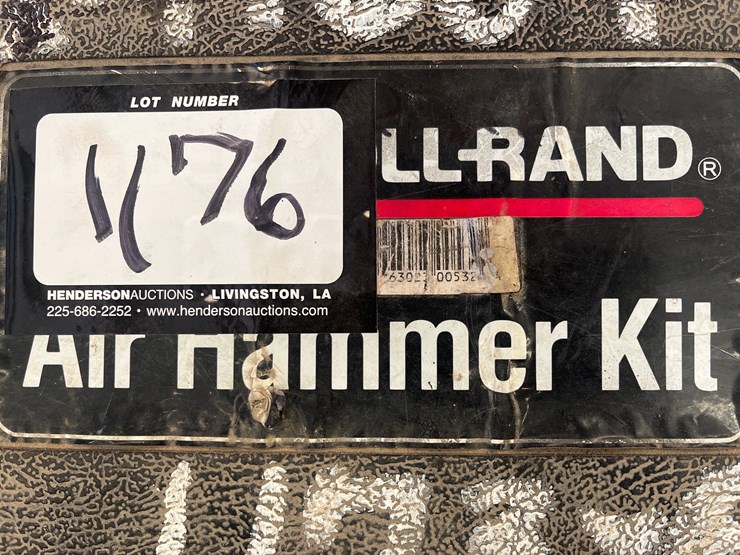 LOT NUMBER
1176
LL-RAND®
HENDERSONAUCTIONS • LIVINGSTON, LA
225-686-2252 • www.hendersonauctions.com
Air Hammer Kit